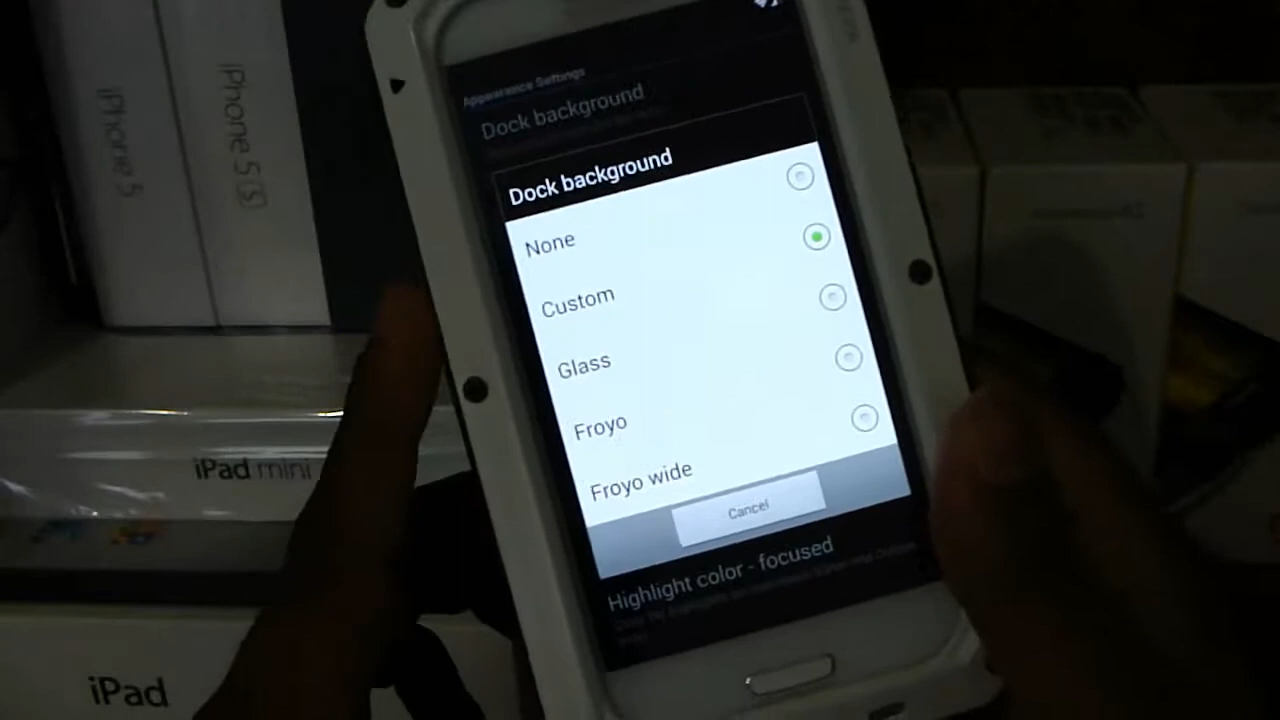 iPhone 5
iPhone 5s
iPad mini
iPad
Appearance Settings
Dock background
Dock background
None
Custom
Glass
Froyo
Froyo wide
Cancel
Highlight color - focused